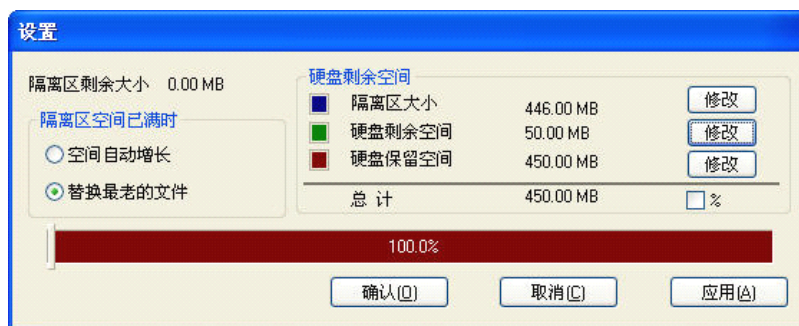 设置
隔离区剩余大小 0.00 MB
隔离区空间已满时
空间自动增长
替换最老的文件
硬盘剩余空间
隔离区大小 446.00 MB 修改
硬盘剩余空间 50.00 MB 修改
硬盘保留空间 450.00 MB 修改
总 计 450.00 MB %
100.0%
确认(O) 取消(C) 应用(A)